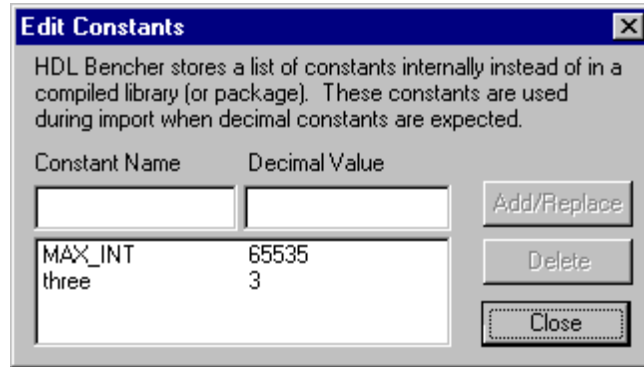 Edit Constants
HDL Bencher stores a list of constants internally instead of in a
compiled library (or package). These constants are used
during import when decimal constants are expected.
Constant Name Decimal Value
Add/Replace
MAX_INT 65535
three 3
Delete
Close